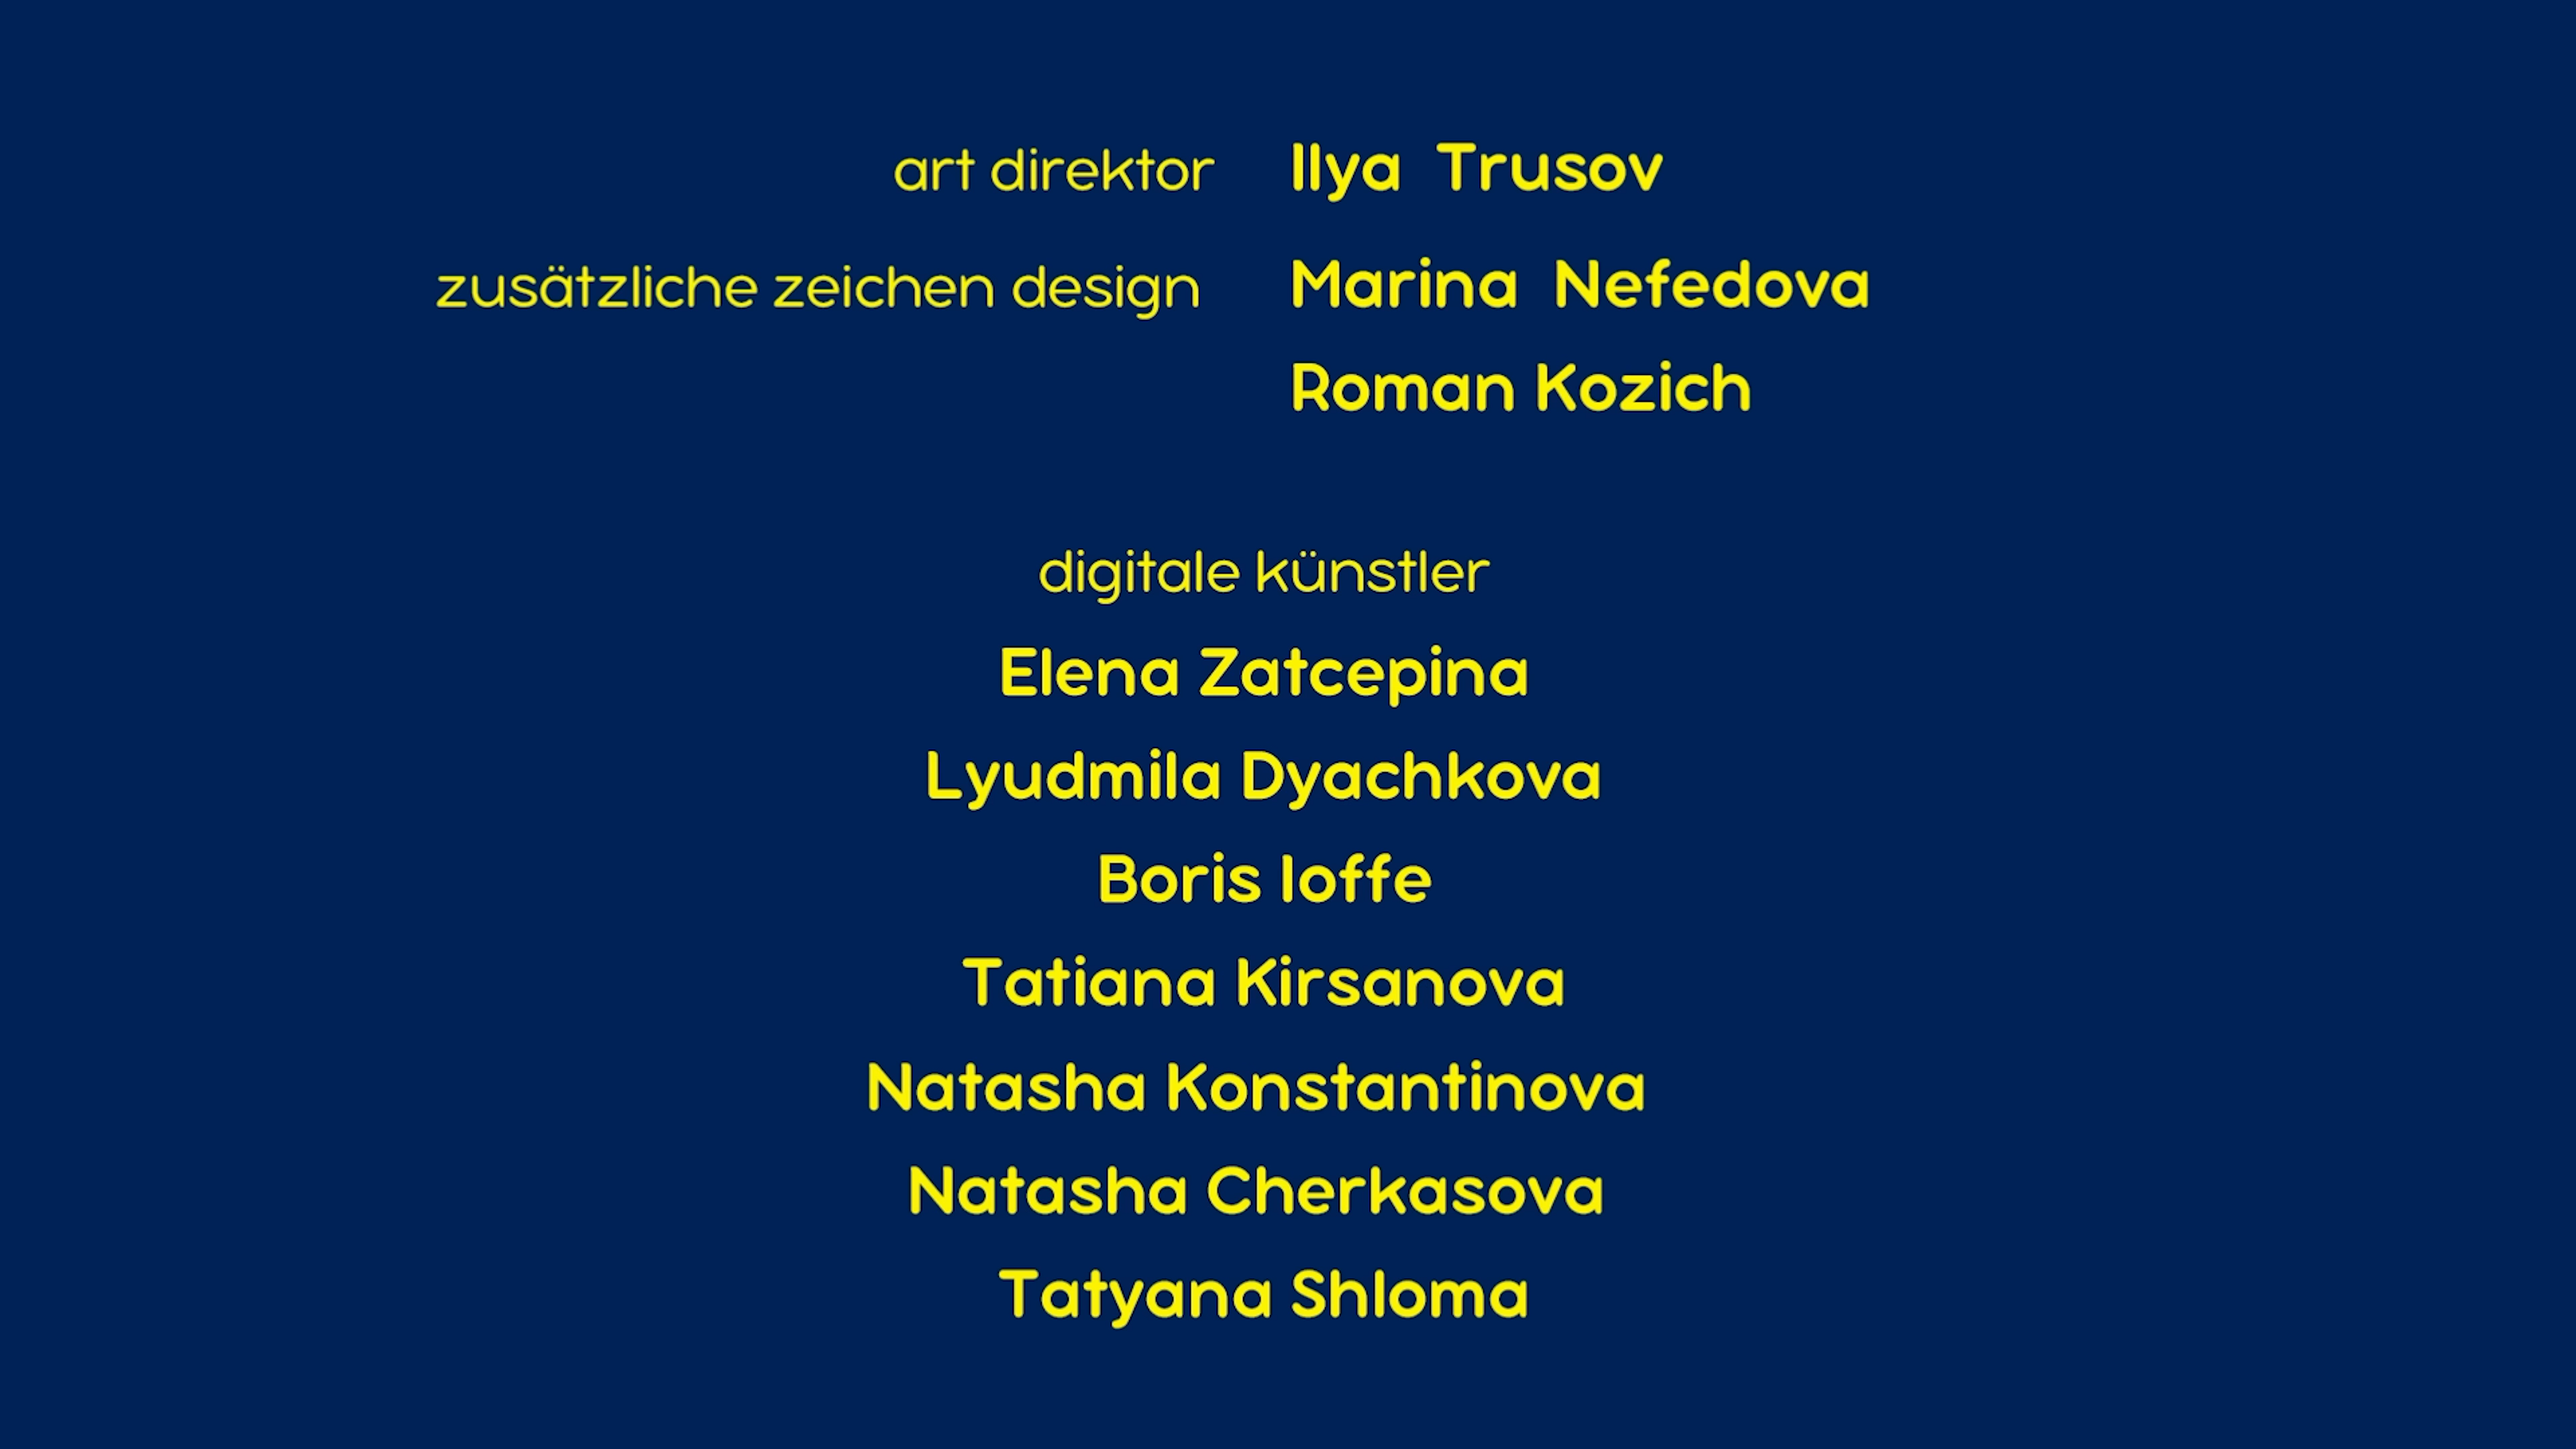 art direktor Ilya Trusov
zusätzliche zeichen design Marina Nefedova
Roman Kozich
digitale künstler
Elena Zatcepina
Lyudmila Dyachkova
Boris Ioffe
Tatiana Kirsanova
Natasha Konstantinova
Natasha Cherkasova
Tatyana Shloma